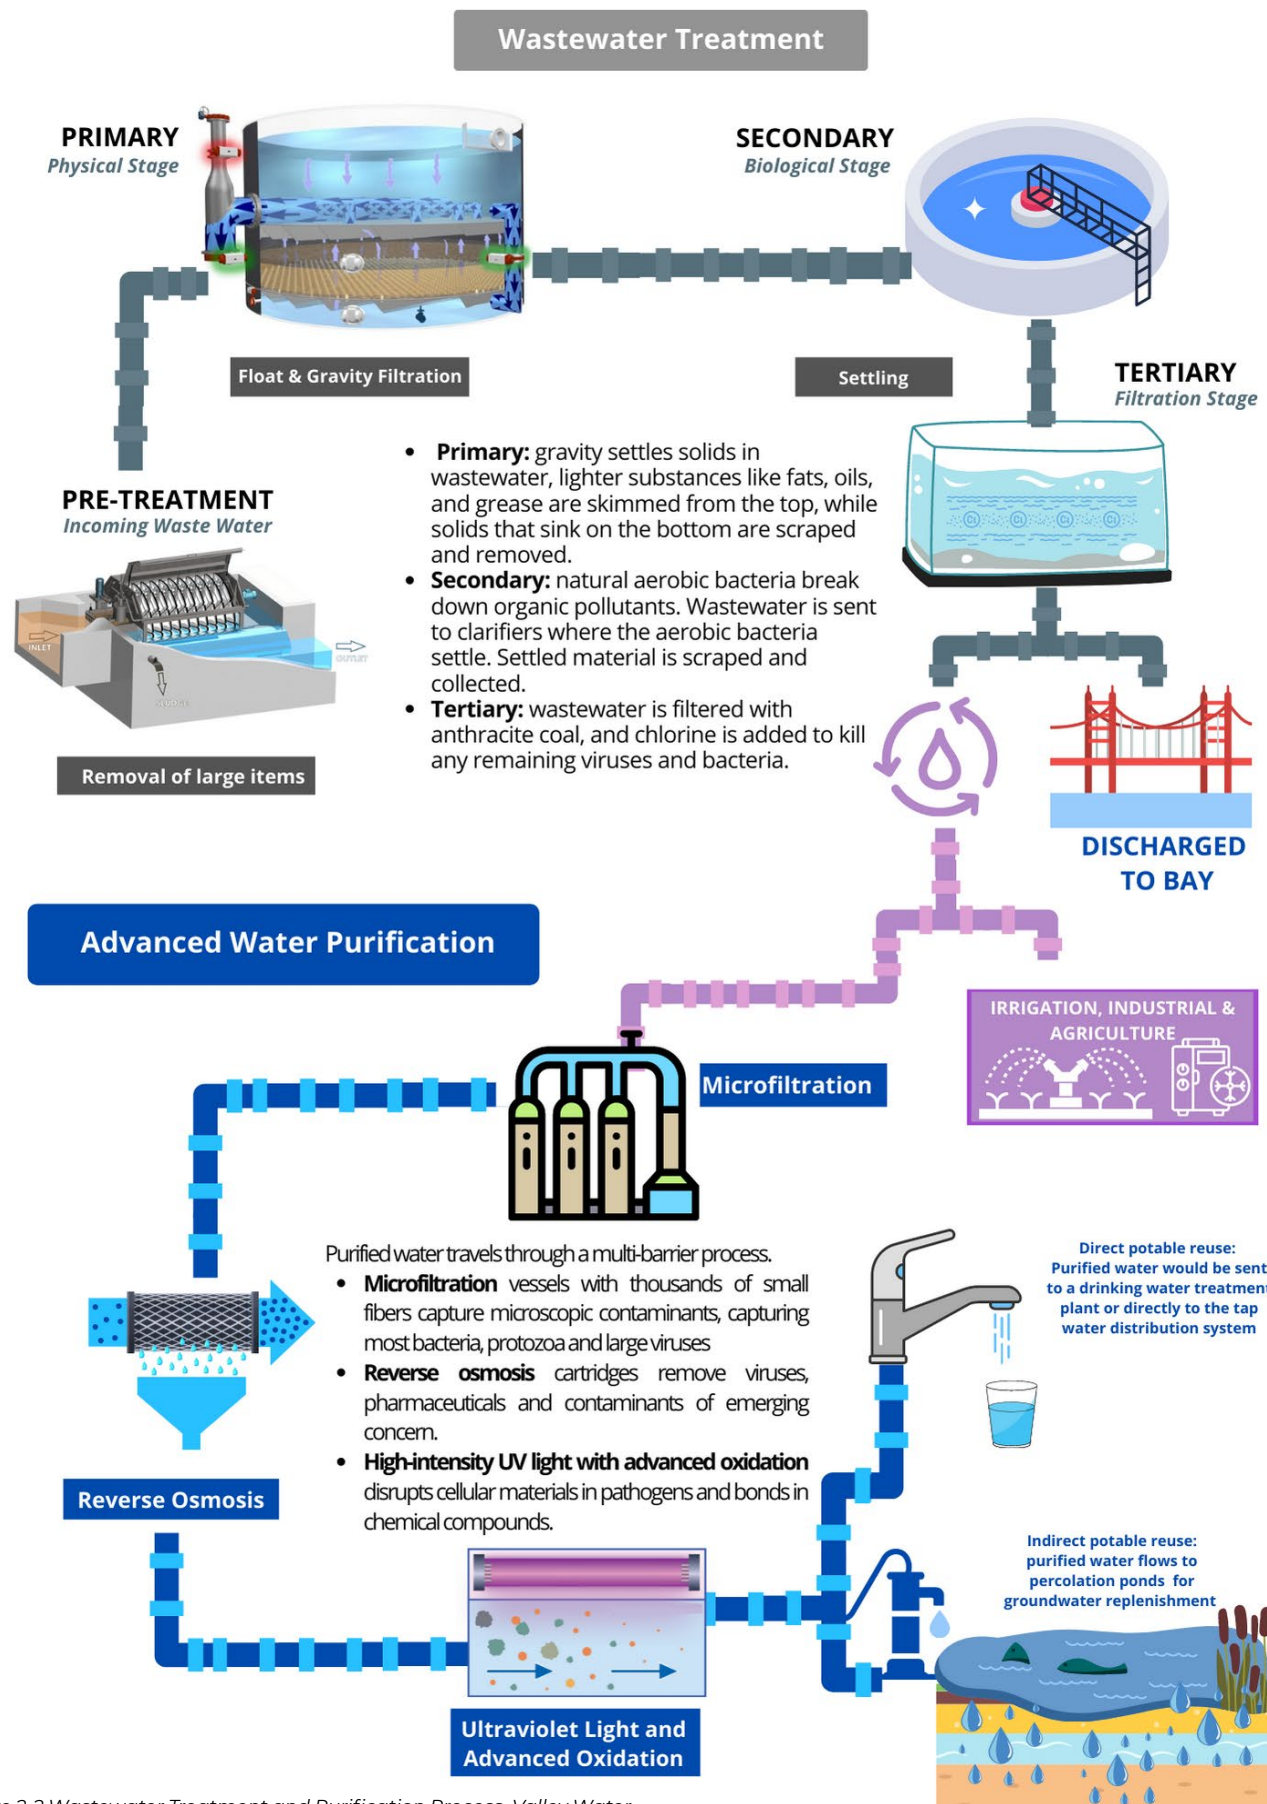 Wastewater Treatment
PRIMARY
Physical Stage
SECONDARY
Biological Stage
Float & Gravity Filtration
Settling
TERTIARY
Filtration Stage
PRE-TREATMENT
Incoming Waste Water
INLET
OUTLET
SLUDGE
Removal of large items
• Primary: gravity settles solids in
wastewater, lighter substances like fats, oils,
and grease are skimmed from the top, while
solids that sink on the bottom are scraped
and removed.
• Secondary: natural aerobic bacteria break
down organic pollutants. Wastewater is sent
to clarifiers where the aerobic bacteria
settle. Settled material is scraped and
collected.
• Tertiary: wastewater is filtered with
anthracite coal, and chlorine is added to kill
any remaining viruses and bacteria.
DISCHARGED
TO BAY
Advanced Water Purification
IRRIGATION, INDUSTRIAL &
AGRICULTURE
Microfiltration
Purified water travels through a multi-barrier process.
• Microfiltration vessels with thousands of small
fibers capture microscopic contaminants, capturing
most bacteria, protozoa and large viruses
• Reverse osmosis cartridges remove viruses,
pharmaceuticals and contaminants of emerging
concern.
• High-intensity UV light with advanced oxidation
disrupts cellular materials in pathogens and bonds in
chemical compounds.
Direct potable reuse:
Purified water would be sent
to a drinking water treatment
plant or directly to the tap
water distribution system
Reverse Osmosis
Indirect potable reuse:
purified water flows to
percolation ponds for
groundwater replenishment
Ultraviolet Light and
Advanced Oxidation
2.2 Wastewater Treatment and Purification Process, Valley Water